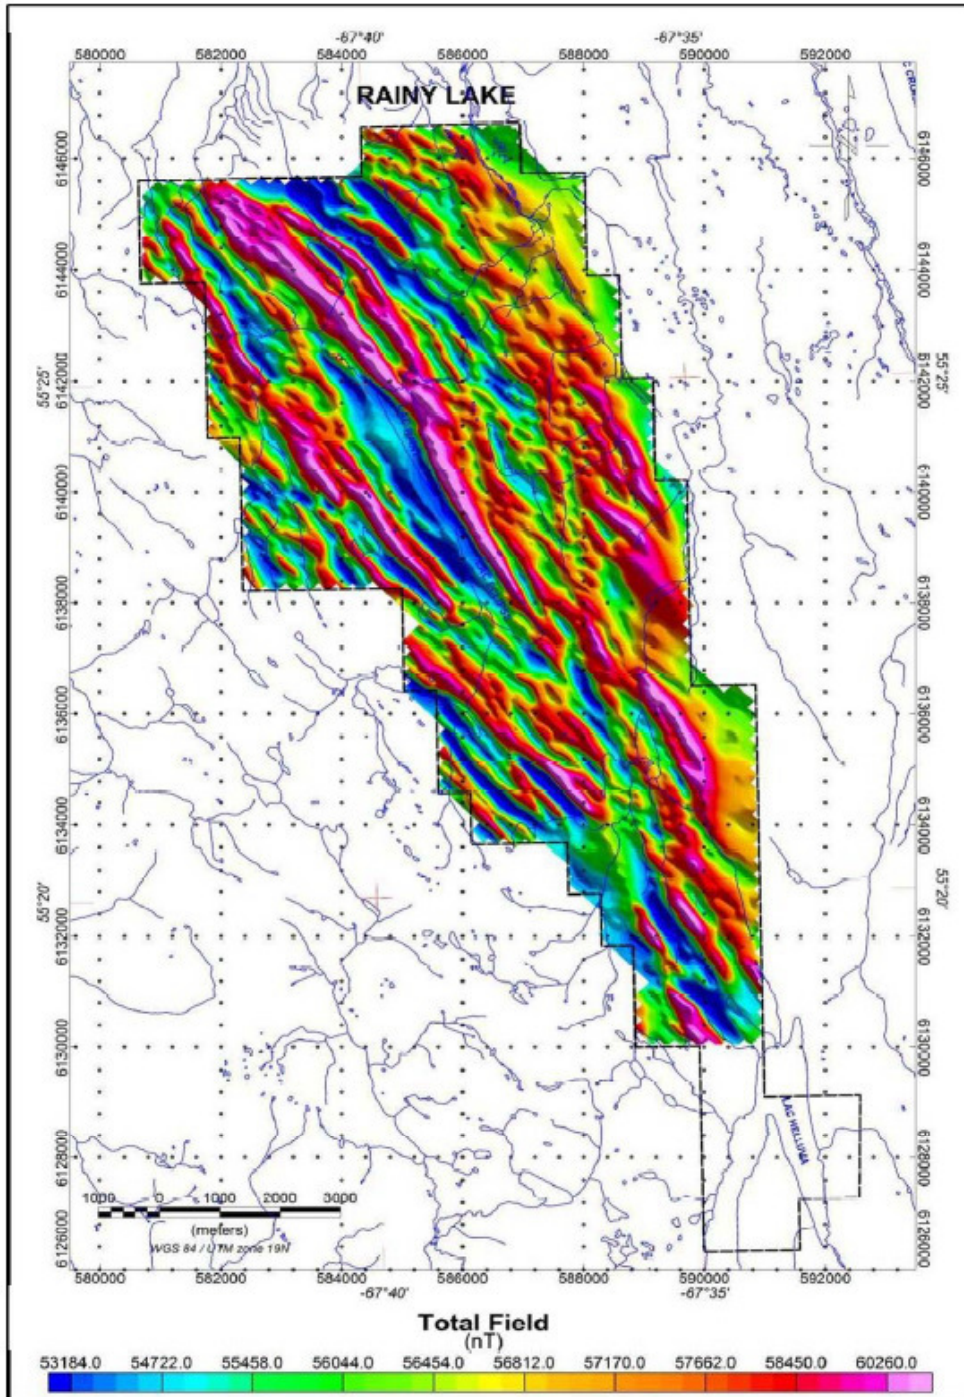 -67°40' -67°35'
580000 582000 584000 586000 588000 590000 592000
RAINY LAKE
6146000 6146000
6144000 6144000
55°25' 6142000 6142000 55°25'
6140000 6140000
6138000 6138000
6136000 6136000
6134000 6134000
55°20' 6132000 6132000 55°20'
6130000 6130000
LAC HELLUVA
6128000 6128000
1000 0 1000 2000 3000
(meters)
WGS 84 / UTM zone 19N
6126000 6126000
580000 582000 584000 586000 588000 590000 592000
-67°40' -67°35'
Total Field
(nT)
53184.0 54722.0 55458.0 56044.0 56454.0 56812.0 57170.0 57662.0 58450.0 60260.0